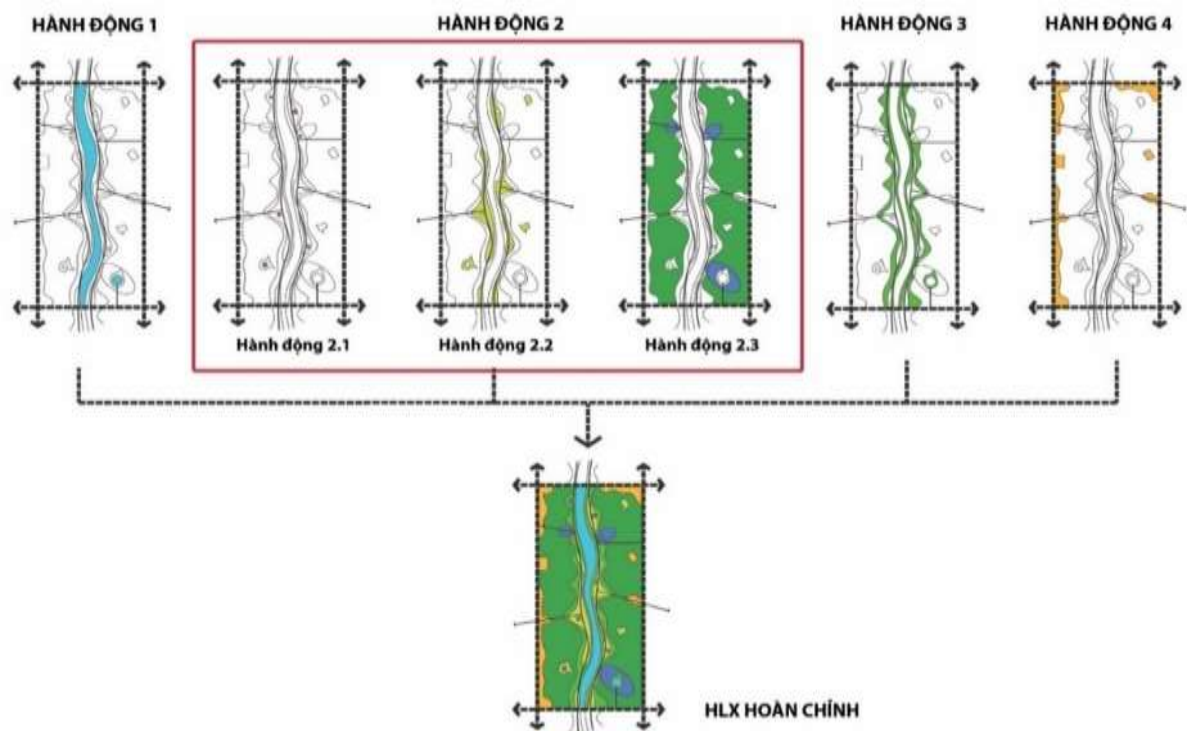 HÀNH ĐỘNG 1
HÀNH ĐỘNG 2
HÀNH ĐỘNG 3
HÀNH ĐỘNG 4
Hành động 2.1
Hành động 2.2
Hành động 2.3
HLX HOÀN CHỈNH